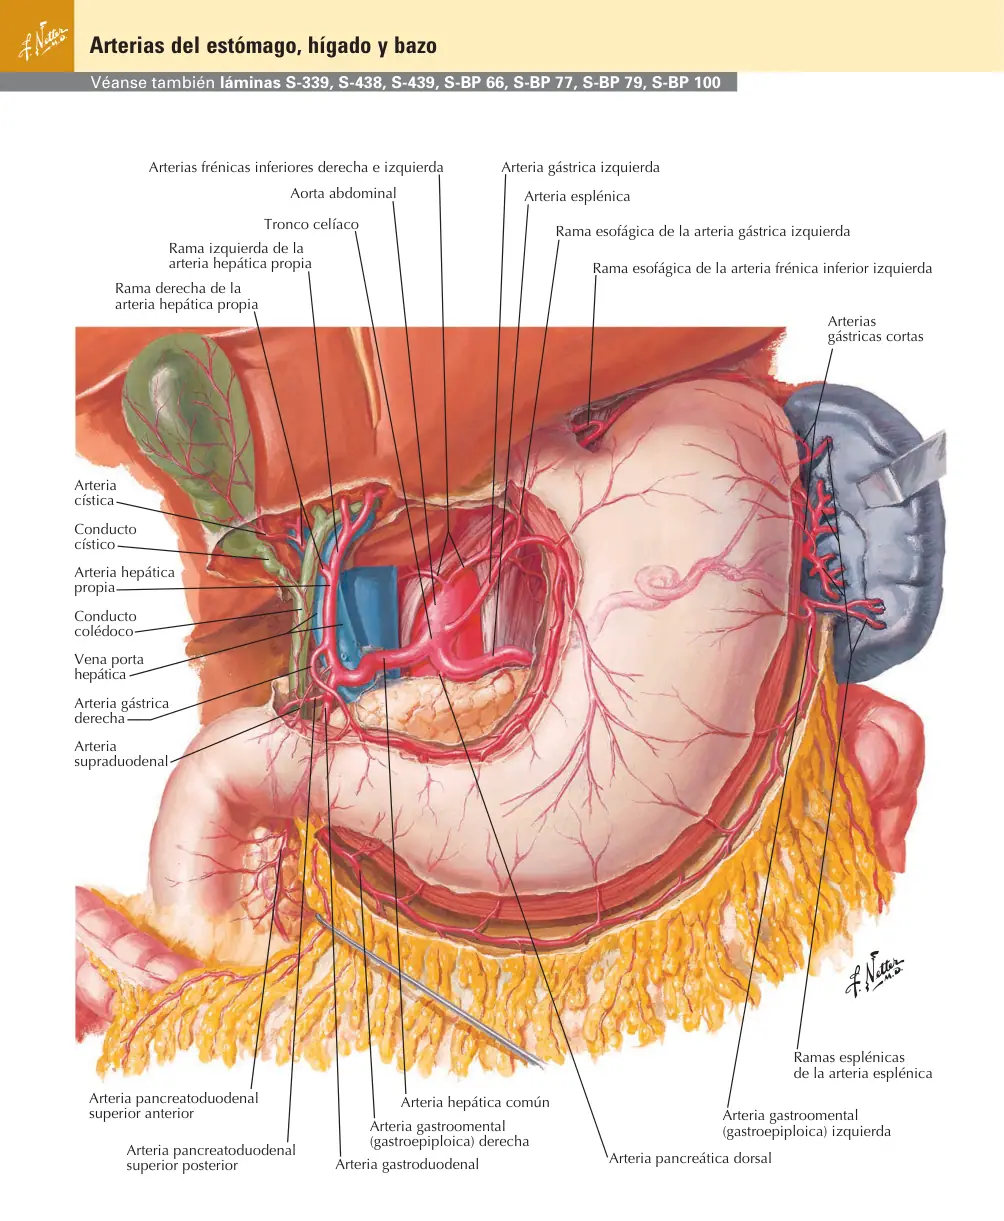 F. Netter M.D.
Arterias del estómago, hígado y bazo
Véanse también láminas S-339, S-438, S-439, S-BP 66, S-BP 77, S-BP 79, S-BP 100
Arterias frénicas inferiores derecha e izquierda
Arteria gástrica izquierda
Aorta abdominal
Arteria esplénica
Tronco celíaco
Rama esofágica de la arteria gástrica izquierda
Rama izquierda de la
arteria hepática propia
Rama esofágica de la arteria frénica inferior izquierda
Rama derecha de la
arteria hepática propia
Arterias
gástricas cortas
Arteria
cística
Conducto
cístico
Arteria hepática
propia
Conducto
colédoco
Vena porta
hepática
Arteria gástrica
derecha
Arteria
supraduodenal
F. Netter M.D.
Ramas esplénicas
de la arteria esplénica
Arteria pancreatoduodenal
superior anterior
Arteria hepática común
Arteria gastroomental
(gastroepiploica) izquierda
Arteria gastroomental
(gastroepiploica) derecha
Arteria pancreatoduodenal
superior posterior
Arteria gastroduodenal
Arteria pancreática dorsal